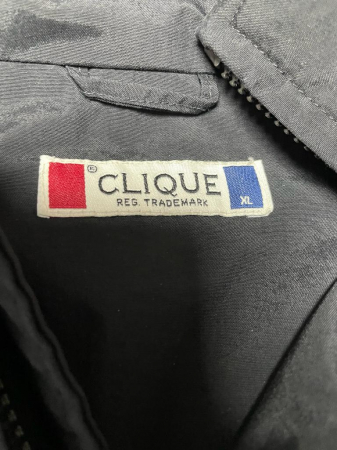 ® CLIQUE XL
REG. TRADEMARK